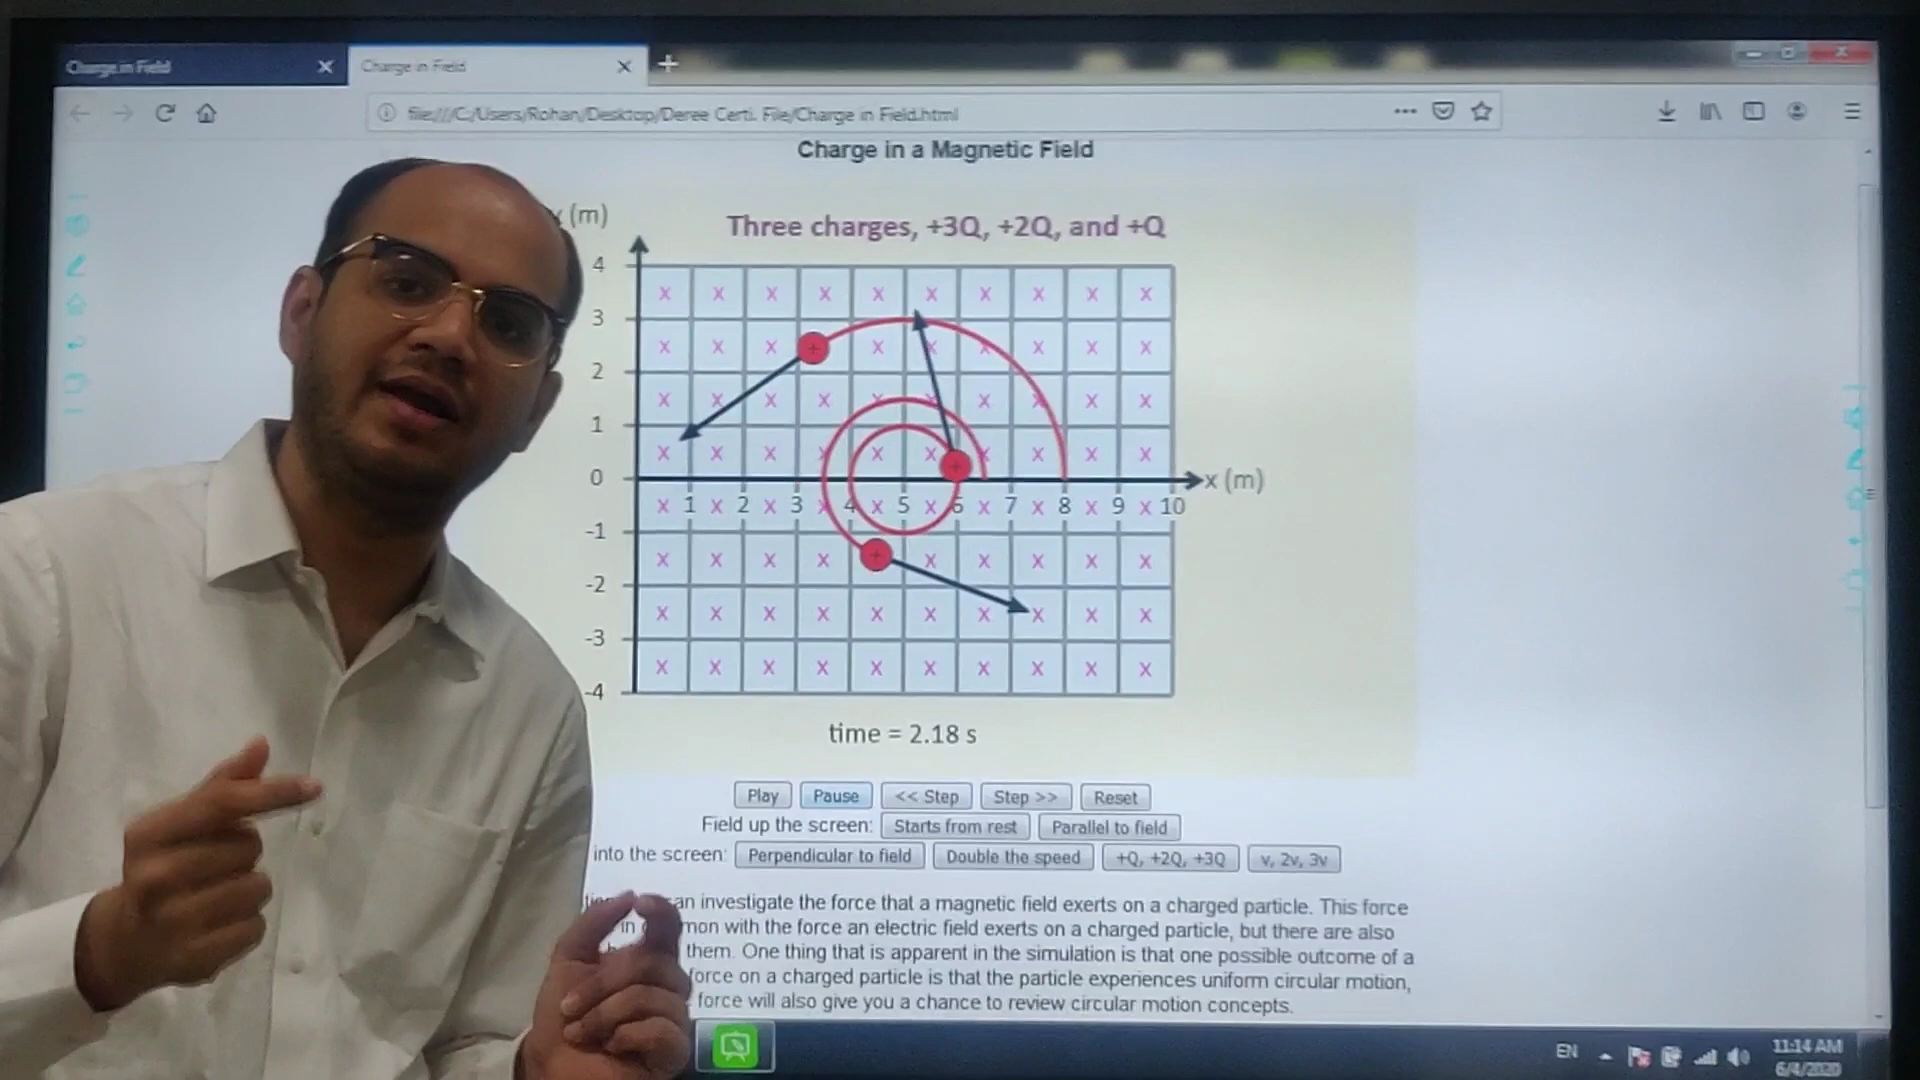 Charge in Field
Charge in Field
file:///C:/Users/Rohan/Desktop/Deree Certi. File/Charge in Field.html
Charge in a Magnetic Field
Three charges, +3Q, +2Q, and +Q
y (m)
4
3
2
1
0
-1
-2
-3
-4
1 2 3 4 5 6 7 8 9 10
x (m)
time = 2.18 s
Play Pause << Step Step >> Reset
Field up the screen: Starts from rest Parallel to field
into the screen: Perpendicular to field Double the speed +Q, +2Q, +3Q v, 2v, 3v
an investigate the force that a magnetic field exerts on a charged particle. This force
in mon with the force an electric field exerts on a charged particle, but there are also
them. One thing that is apparent in the simulation is that one possible outcome of a
force on a charged particle is that the particle experiences uniform circular motion,
force will also give you a chance to review circular motion concepts.
EN
11:14 AM
6/4/2020